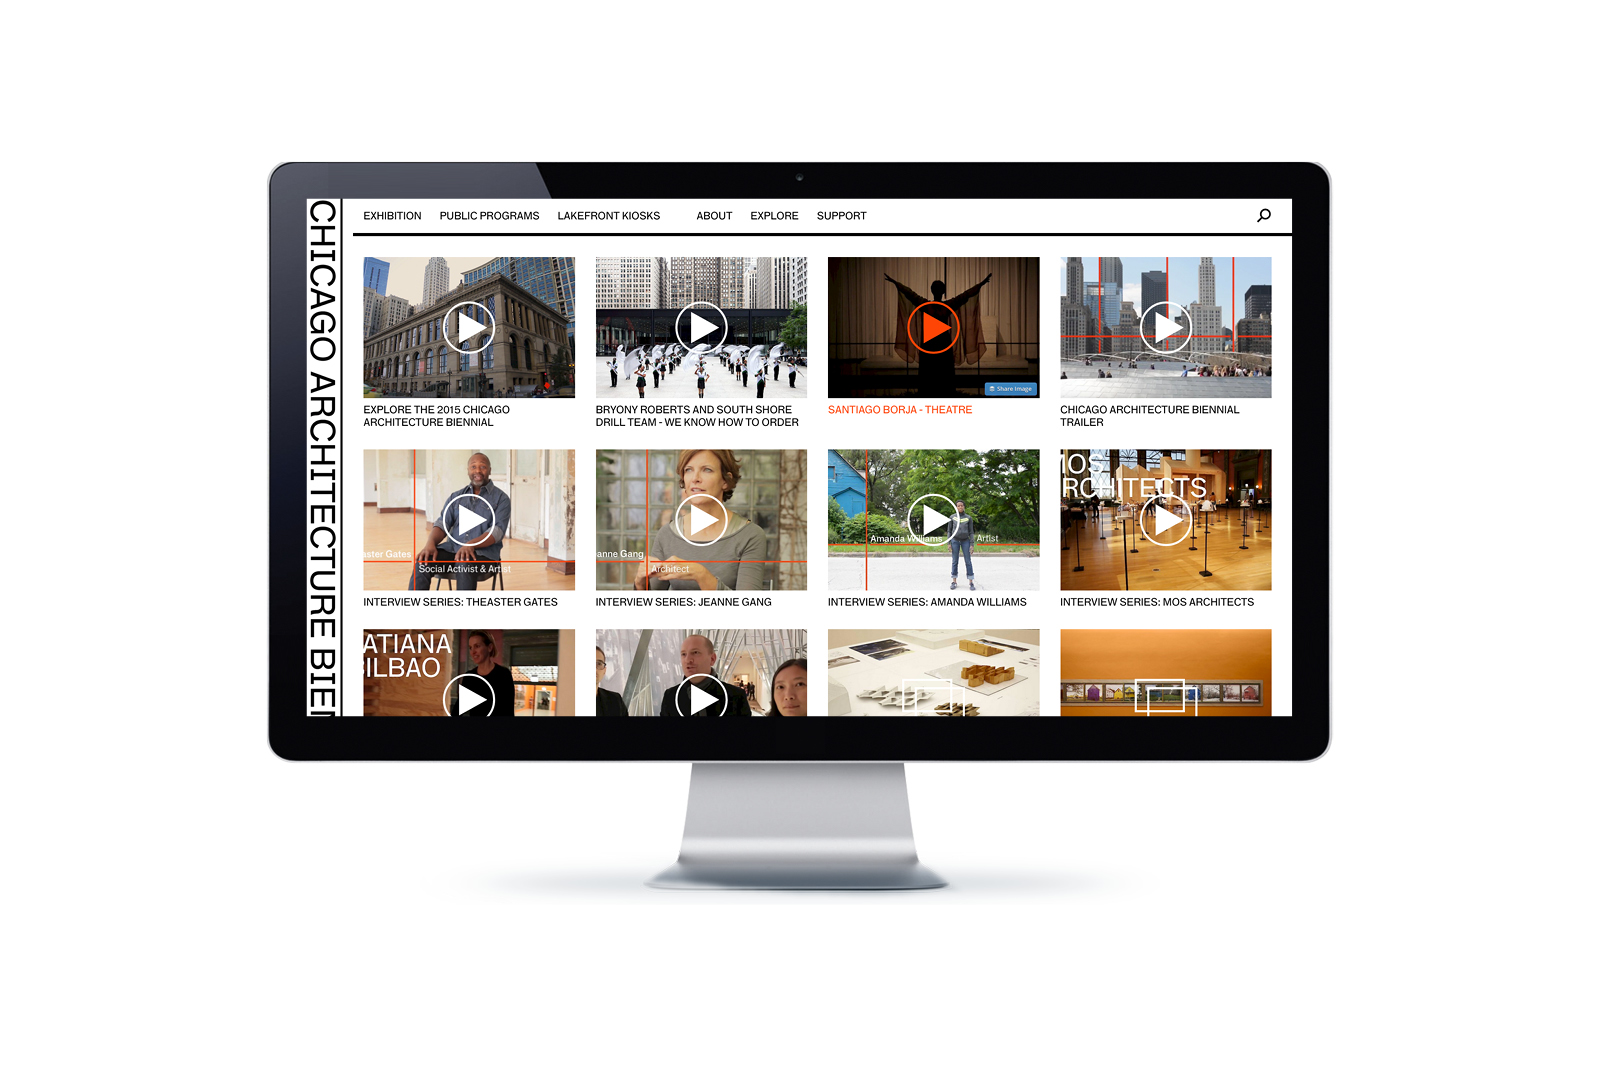 CHICAGO ARCHITECTURE
EXHIBITION PUBLIC PROGRAMS LAKEFRONT KIOSKS ABOUT EXPLORE SUPPORT
Share Image
EXPLORE THE 2015 CHICAGO
ARCHITECTURE BIENNIAL
BRYONY ROBERTS AND SOUTH SHORE
DRILL TEAM - WE KNOW HOW TO ORDER
SANTIAGO BORJA - THEATRE
CHICAGO ARCHITECTURE BIENNIAL
TRAILER
aster Gates
Social Activist & Artist
anne Gang
Architect
Amanda Williams Artist
MOS
RCHITECTS
INTERVIEW SERIES: THEASTER GATES
INTERVIEW SERIES: JEANNE GANG
INTERVIEW SERIES: AMANDA WILLIAMS
INTERVIEW SERIES: MOS ARCHITECTS
ATIANA
BILBAO